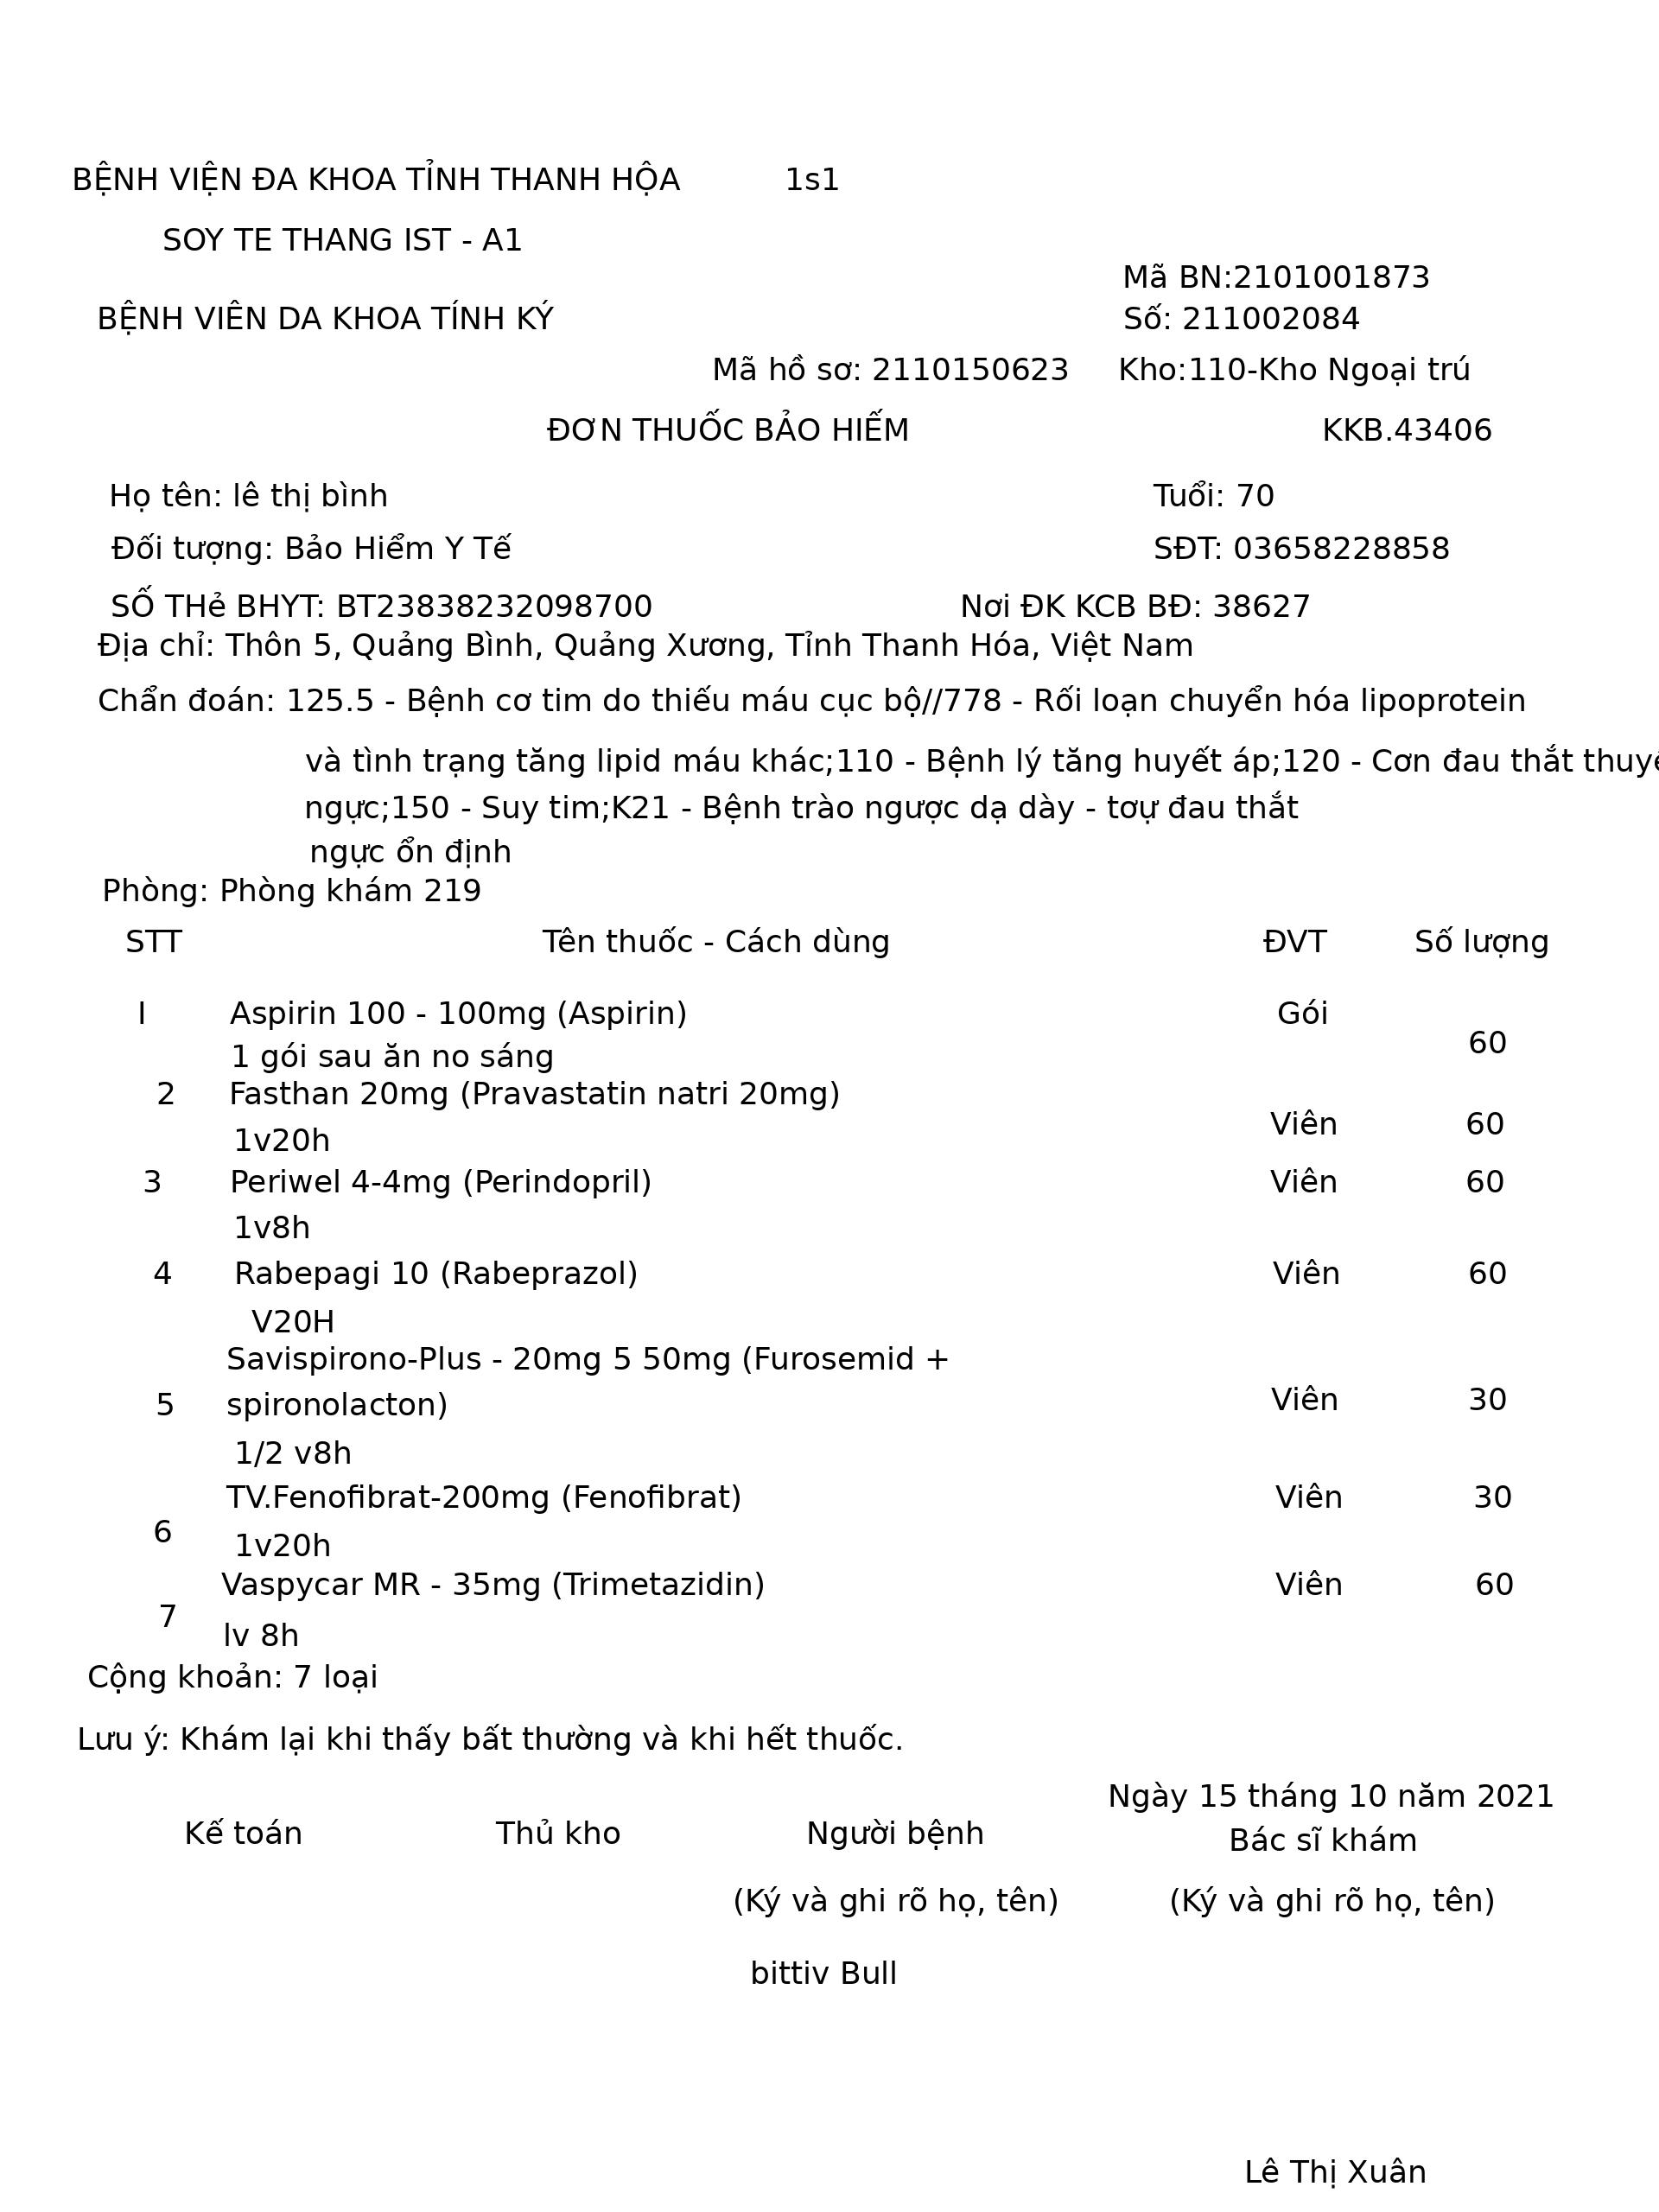 BỆNH VIỆN ĐA KHOA TỈNH THANH HỘA 1s1
SOY TE THANG IST - A1
Mã BN:2101001873
BỆNH VIÊN DA KHOA TÍNH KÝ Số: 211002084
Mã hồ sơ: 2110150623 Kho:110-Kho Ngoại trú
ĐƠN THUỐC BẢO HIẾM KKB.43406
Họ tên: lê thị bình Tuổi: 70
Đối tượng: Bảo Hiểm Y Tế SĐT: 03658228858
SỐ THẻ BHYT: BT23838232098700 Nơi ĐK KCB BĐ: 38627
Địa chỉ: Thôn 5, Quảng Bình, Quảng Xương, Tỉnh Thanh Hóa, Việt Nam
Chẩn đoán: 125.5 - Bệnh cơ tim do thiếu máu cục bộ//778 - Rối loạn chuyển hóa lipoprotein
và tình trạng tăng lipid máu khác;110 - Bệnh lý tăng huyết áp;120 - Cơn đau thắt
ngực;150 - Suy tim;K21 - Bệnh trào ngược dạ dày - tơự đau thắt
ngực ổn định
Phòng: Phòng khám 219
STT Tên thuốc - Cách dùng ĐVT Số lượng
I Aspirin 100 - 100mg (Aspirin) Gói 60
1 gói sau ăn no sáng
2 Fasthan 20mg (Pravastatin natri 20mg) Viên 60
1v20h
3 Periwel 4-4mg (Perindopril) Viên 60
1v8h
4 Rabepagi 10 (Rabeprazol) Viên 60
V20H
Savispirono-Plus - 20mg 5 50mg (Furosemid +
5 spironolacton) Viên 30
1/2 v8h
TV.Fenofibrat-200mg (Fenofibrat) Viên 30
6 1v20h
Vaspycar MR - 35mg (Trimetazidin) Viên 60
7 lv 8h
Cộng khoản: 7 loại
Lưu ý: Khám lại khi thấy bất thường và khi hết thuốc.
Ngày 15 tháng 10 năm 2021
Kế toán Thủ kho Người bệnh Bác sĩ khám
(Ký và ghi rõ họ, tên) (Ký và ghi rõ họ, tên)
bittiv Bull
Lê Thị Xuân